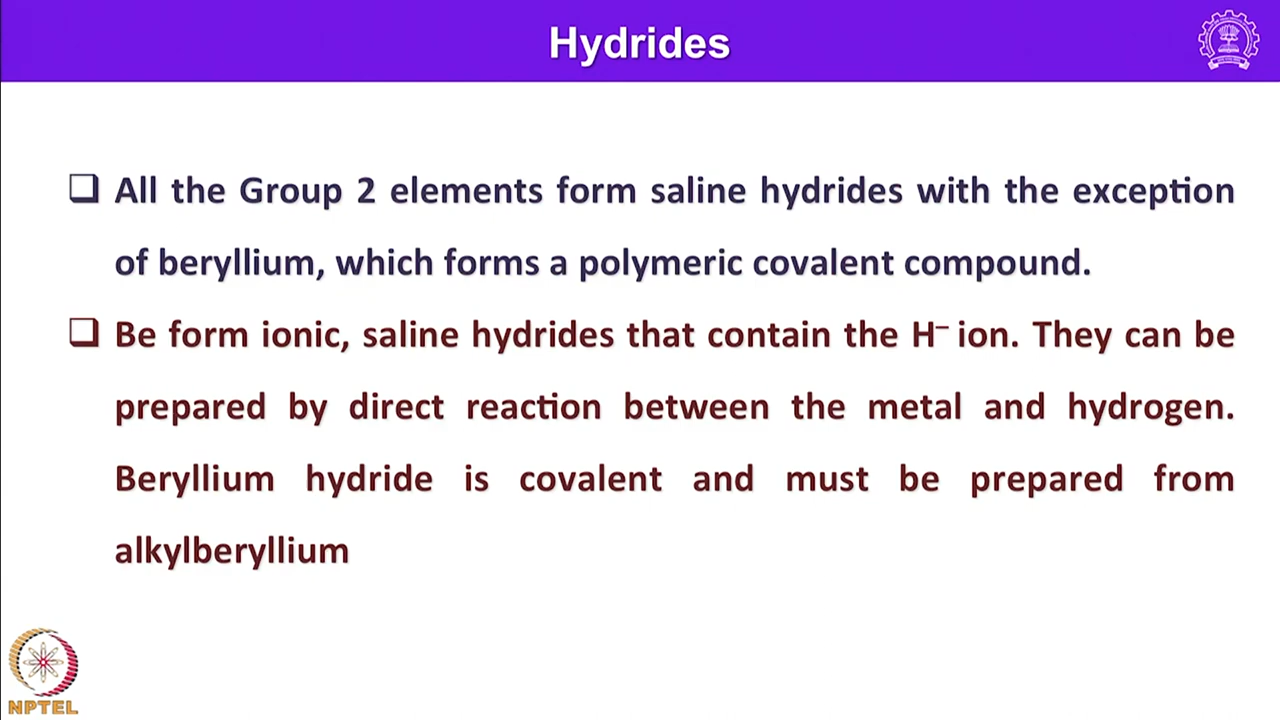 Hydrides
❑ All the Group 2 elements form saline hydrides with the exception
of beryllium, which forms a polymeric covalent compound.
❑ Be form ionic, saline hydrides that contain the H⁻ ion. They can be
prepared by direct reaction between the metal and hydrogen.
Beryllium hydride is covalent and must be prepared from
alkylberyllium
NPTEL